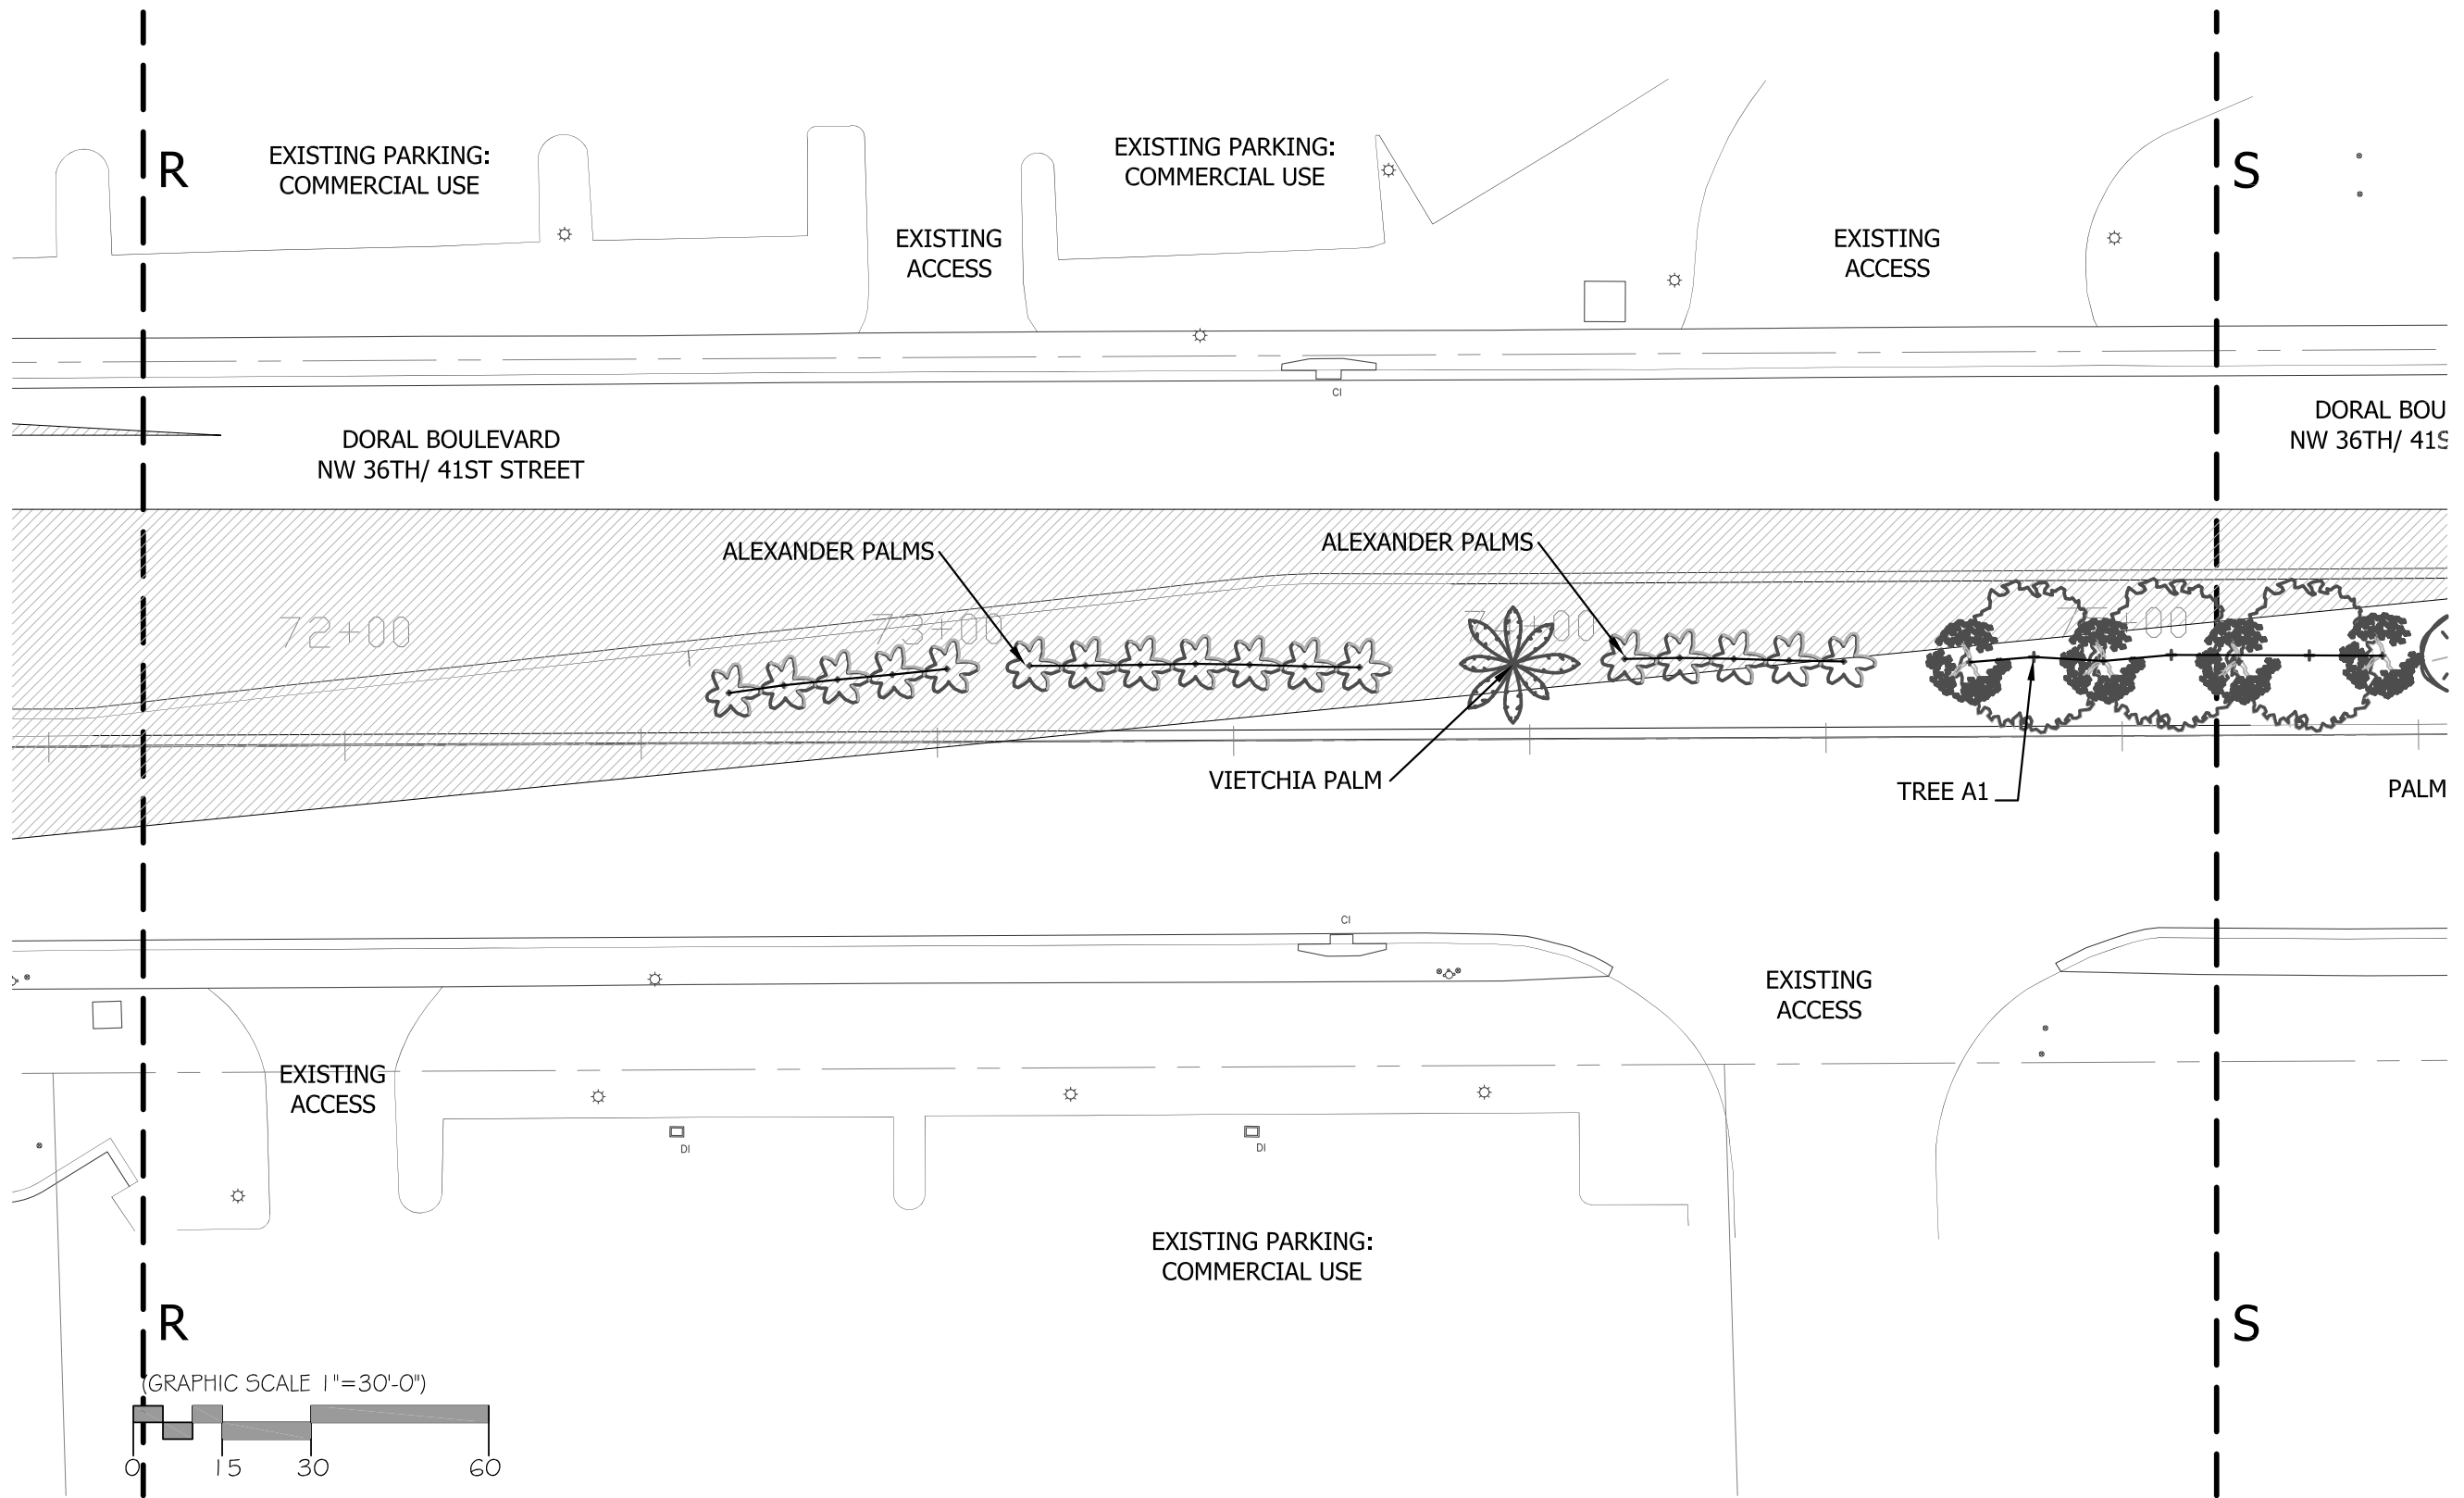 R
EXISTING PARKING:
COMMERCIAL USE
EXISTING PARKING:
COMMERCIAL USE
S
EXISTING
ACCESS
EXISTING
ACCESS
CI
DORAL BOULEVARD
NW 36TH/ 41ST STREET
DORAL BOU
NW 36TH/ 41S
ALEXANDER PALMS
ALEXANDER PALMS
72+00
73+00
VIETCHIA PALM
TREE A1
PALM
CI
EXISTING
ACCESS
EXISTING
ACCESS
DI
DI
EXISTING PARKING:
COMMERCIAL USE
R
S
(GRAPHIC SCALE 1"=30'-0")
0 15 30 60